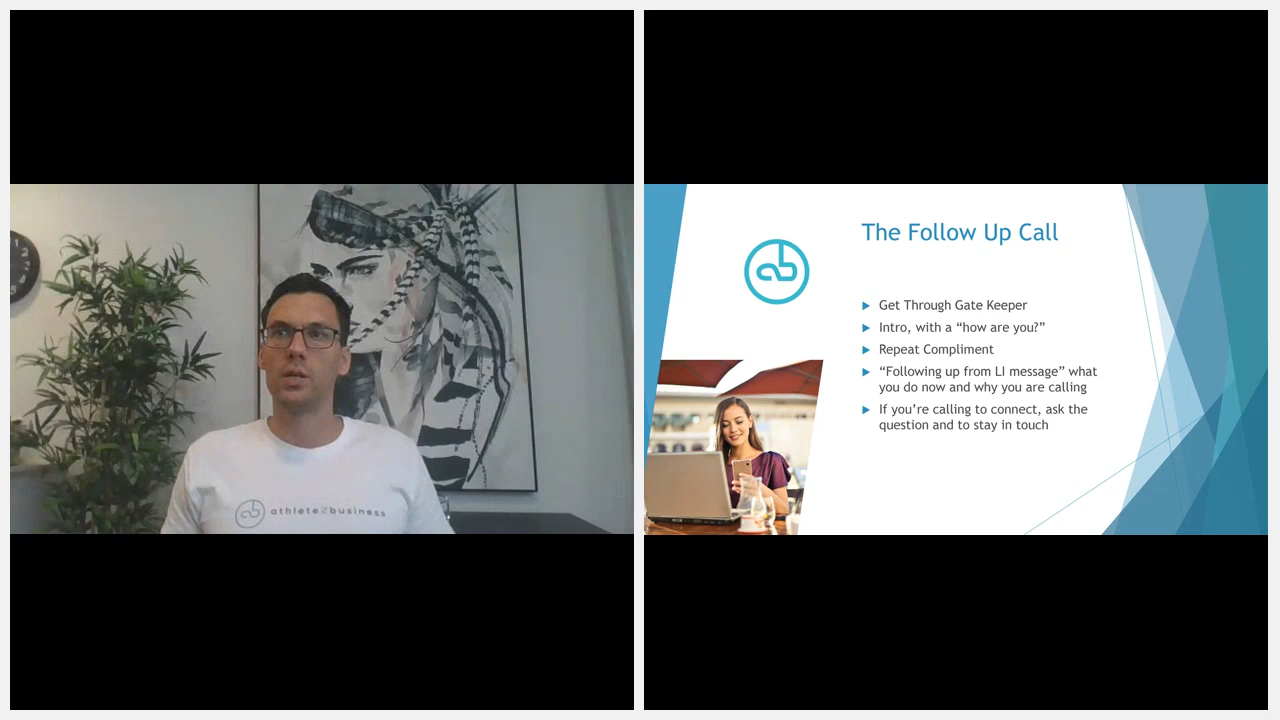 athlete2business
The Follow Up Call
Get Through Gate Keeper
Intro, with a “how are you?”
Repeat Compliment
“Following up from LI message” what
you do now and why you are calling
If you’re calling to connect, ask the
question and to stay in touch